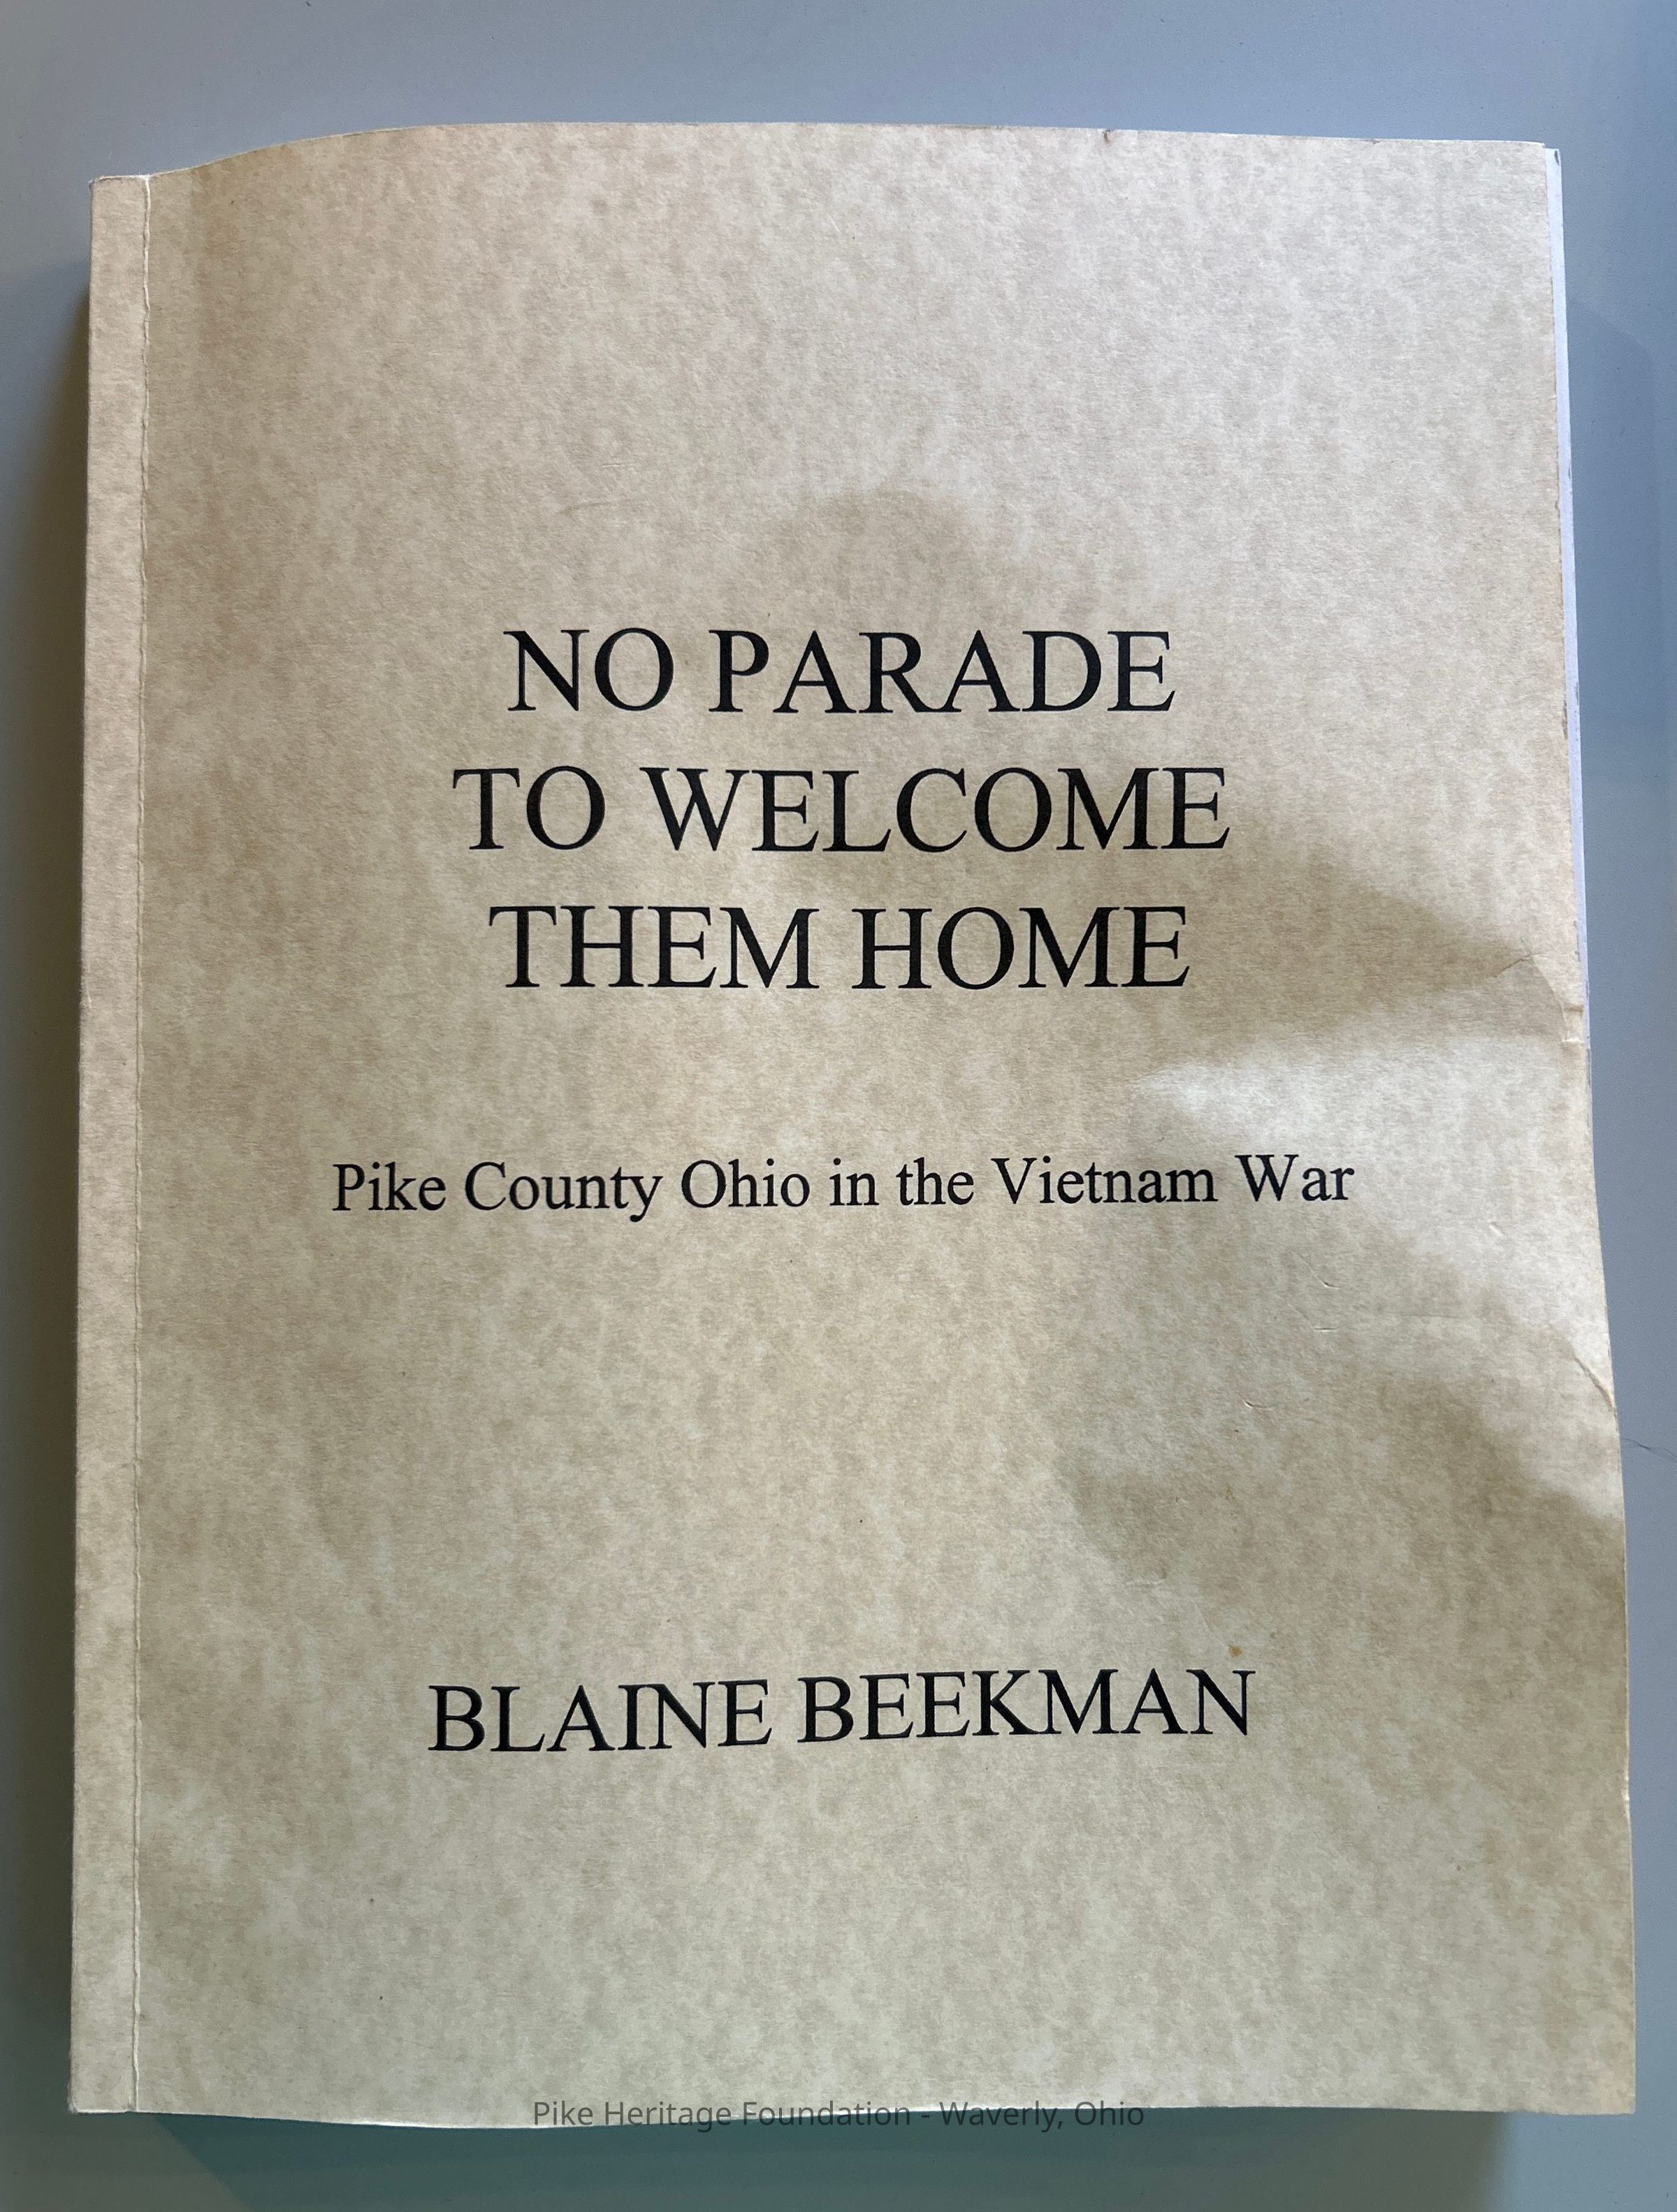 NO PARADE
TO WELCOME
THEM HOME
Pike County Ohio in the Vietnam War
BLAINE BEEKMAN
Pike Heritage Foundation - Waverly, Ohio